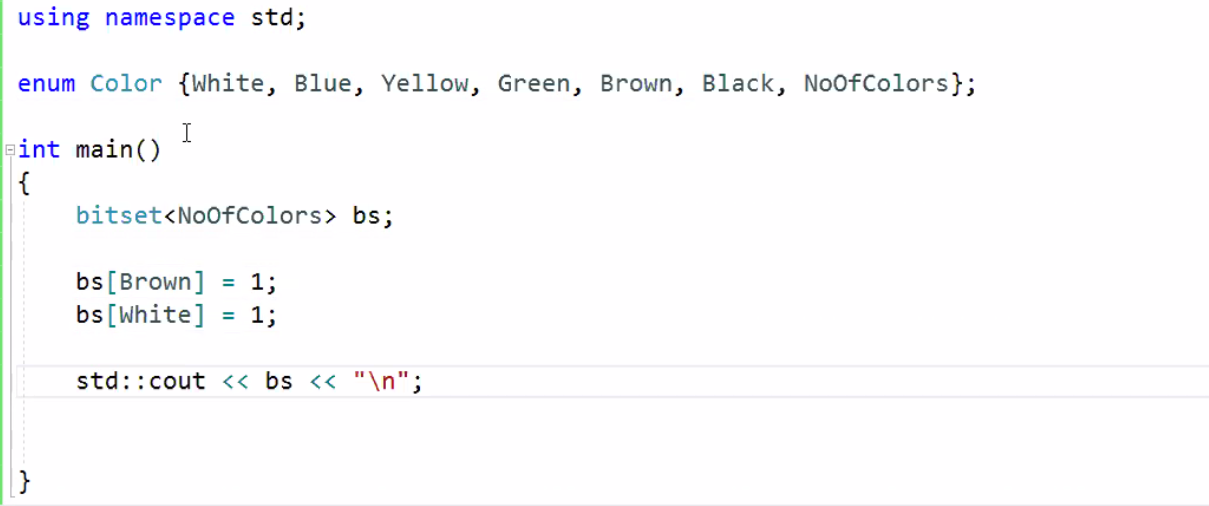 using namespace std;
enum Color {White, Blue, Yellow, Green, Brown, Black, NoOfColors};
int main()
{
bitset<NoOfColors> bs;
bs[Brown] = 1;
bs[White] = 1;
std::cout << bs << "\n";
}